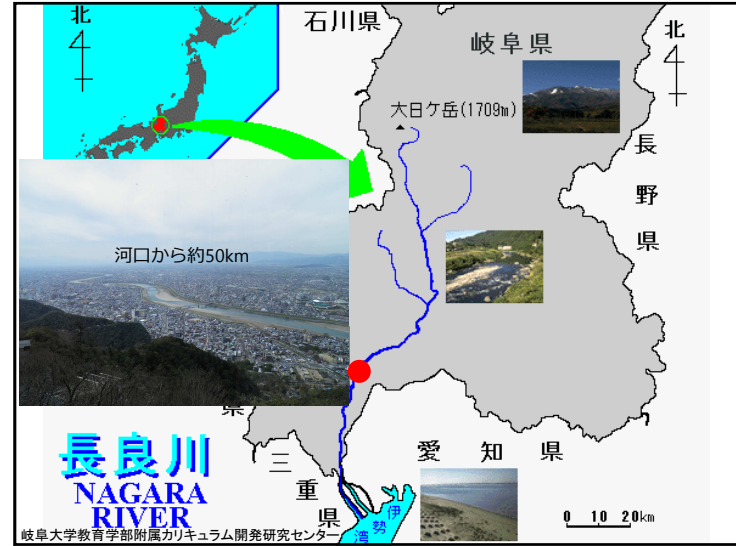 北
石川県
岐阜県
北
大日ケ岳(1709m)
長野県
河口から約50km
県
愛知県
三重県
伊勢湾
長良川
NAGARA
RIVER
0 10 20km
岐阜大学教育学部附属カリキュラム開発研究センター